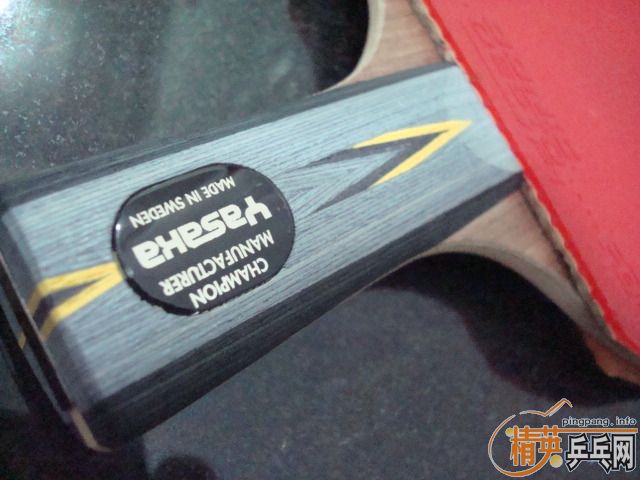 CHAMPION
MANUFACTURER
Yasaka
MADE IN SWEDEN
pingpang.info
精英乒乓网